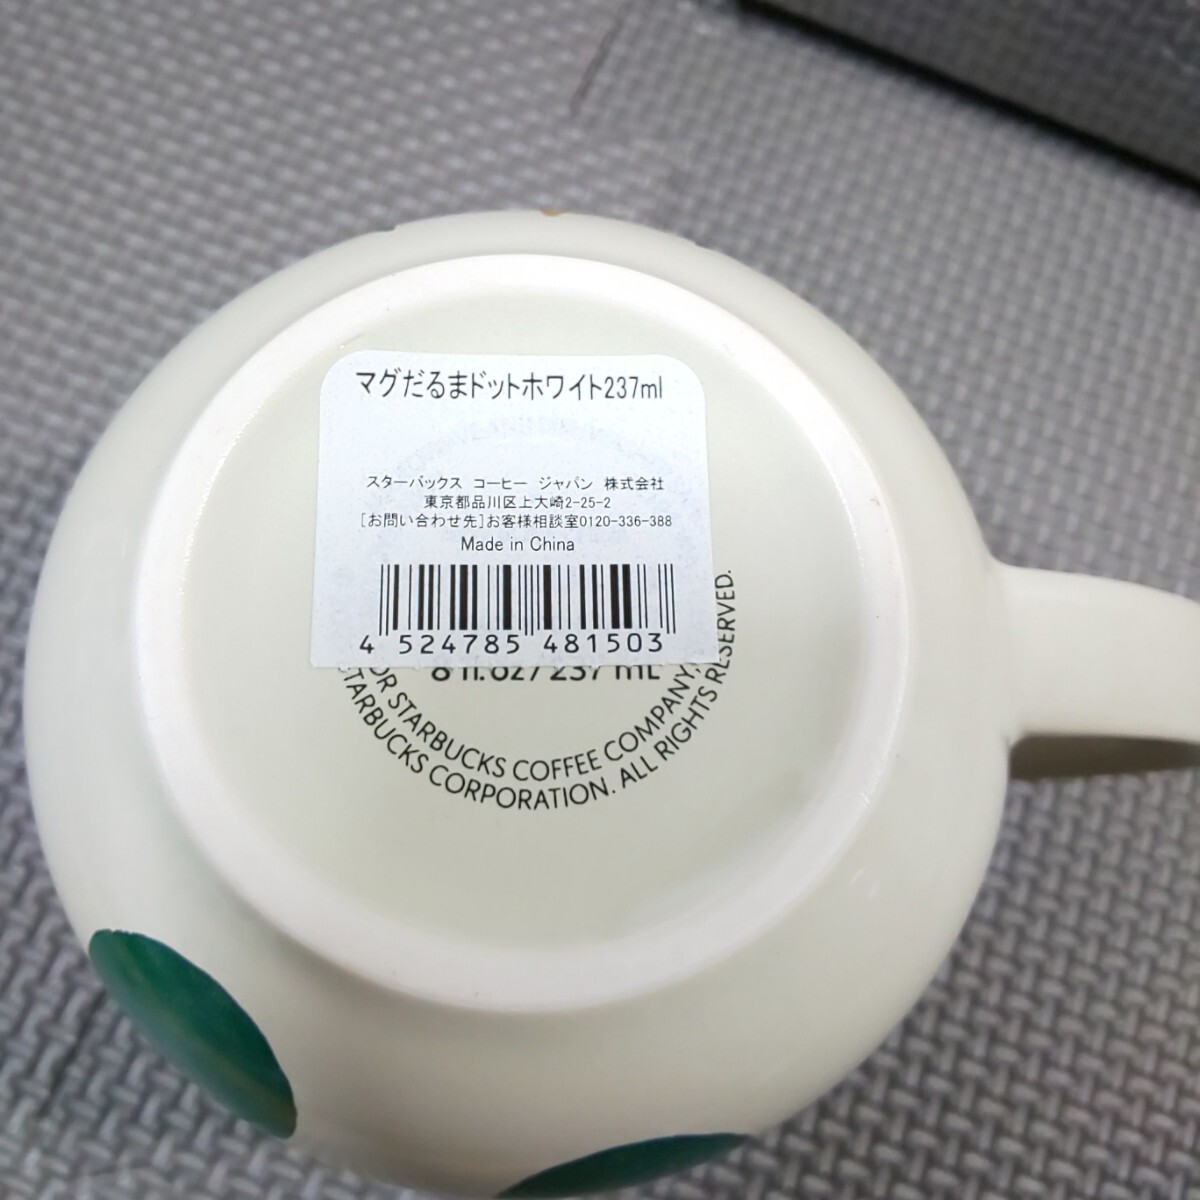 マグだるまドットホワイト237ml
スターバックス コーヒー ジャパン 株式会社
東京都品川区上大崎2-25-2
[お問い合わせ先]お客様相談室0120-336-388
Made in China
4 524785 481503
8 fl.oz/237 mL
OR STARBUCKS COFFEE COMPANY,
STARBUCKS CORPORATION. ALL RIGHTS RESERVED.